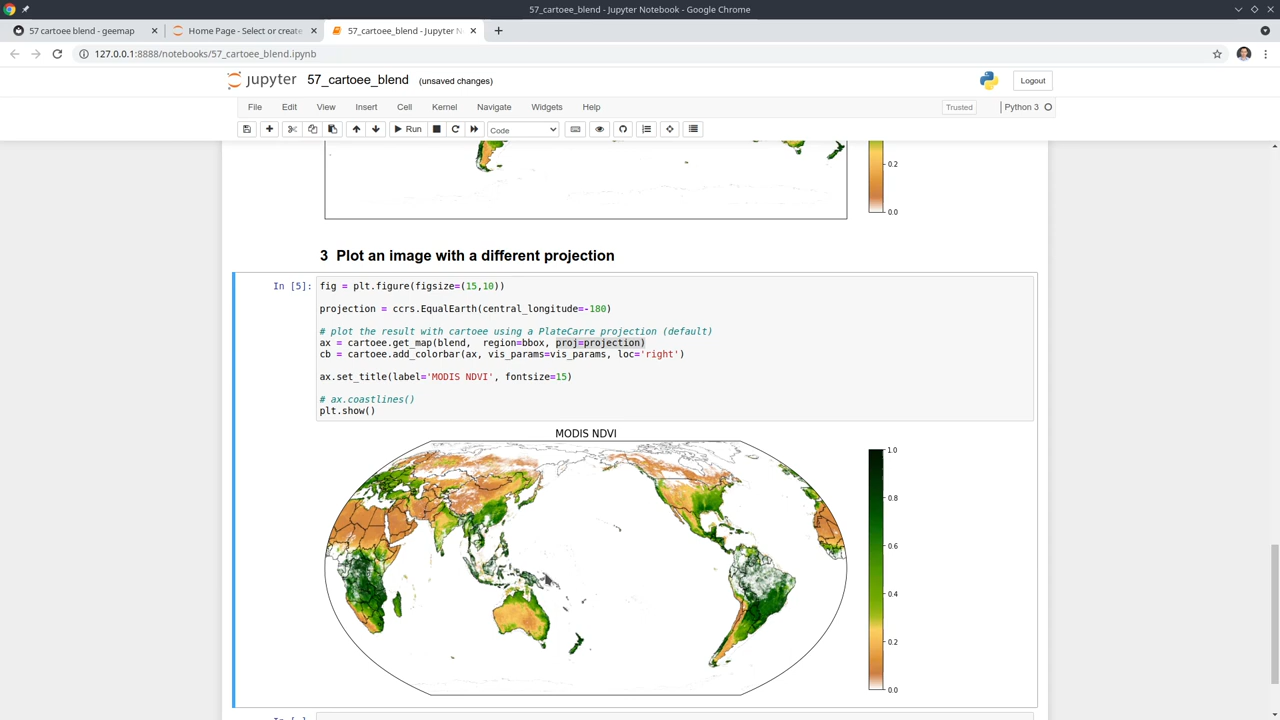 57_cartoee_blend - Jupyter Notebook - Google Chrome
57 cartoee blend - geemap
Home Page - Select or create
57_cartoee_blend - Jupyter N
127.0.0.1:8888/notebooks/57_cartoee_blend.ipynb
jupyter 57_cartoee_blend (unsaved changes)
Logout
File Edit View Insert Cell Kernel Navigate Widgets Help
Trusted
Python 3
Run
Code
0.2
0.0
3 Plot an image with a different projection
In [5]:
fig = plt.figure(figsize=(15,10))
projection = ccrs.EqualEarth(central_longitude=-180)
# plot the result with cartoee using a PlateCarre projection (default)
ax = cartoee.get_map(blend,  region=bbox, proj=projection)
cb = cartoee.add_colorbar(ax, vis_params=vis_params, loc='right')
ax.set_title(label='MODIS NDVI', fontsize=15)
# ax.coastlines()
plt.show()
MODIS NDVI
1.0
0.8
0.6
0.4
0.2
0.0